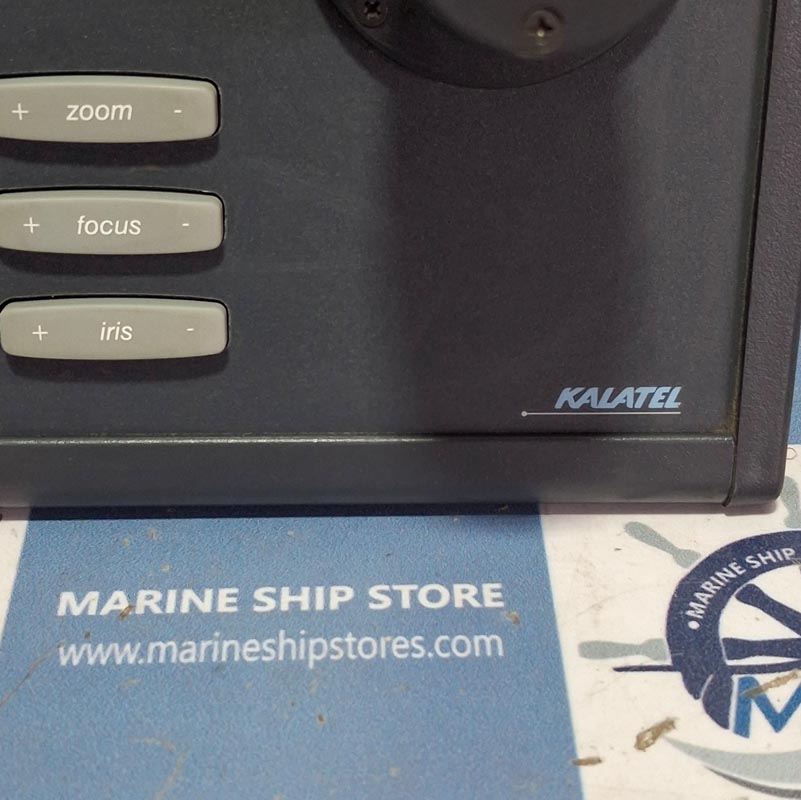 + zoom -
+ focus -
+ iris -
KALATEL
MARINE SHIP STORE
www.marineshipstores.com
•MARINE SHIP
M